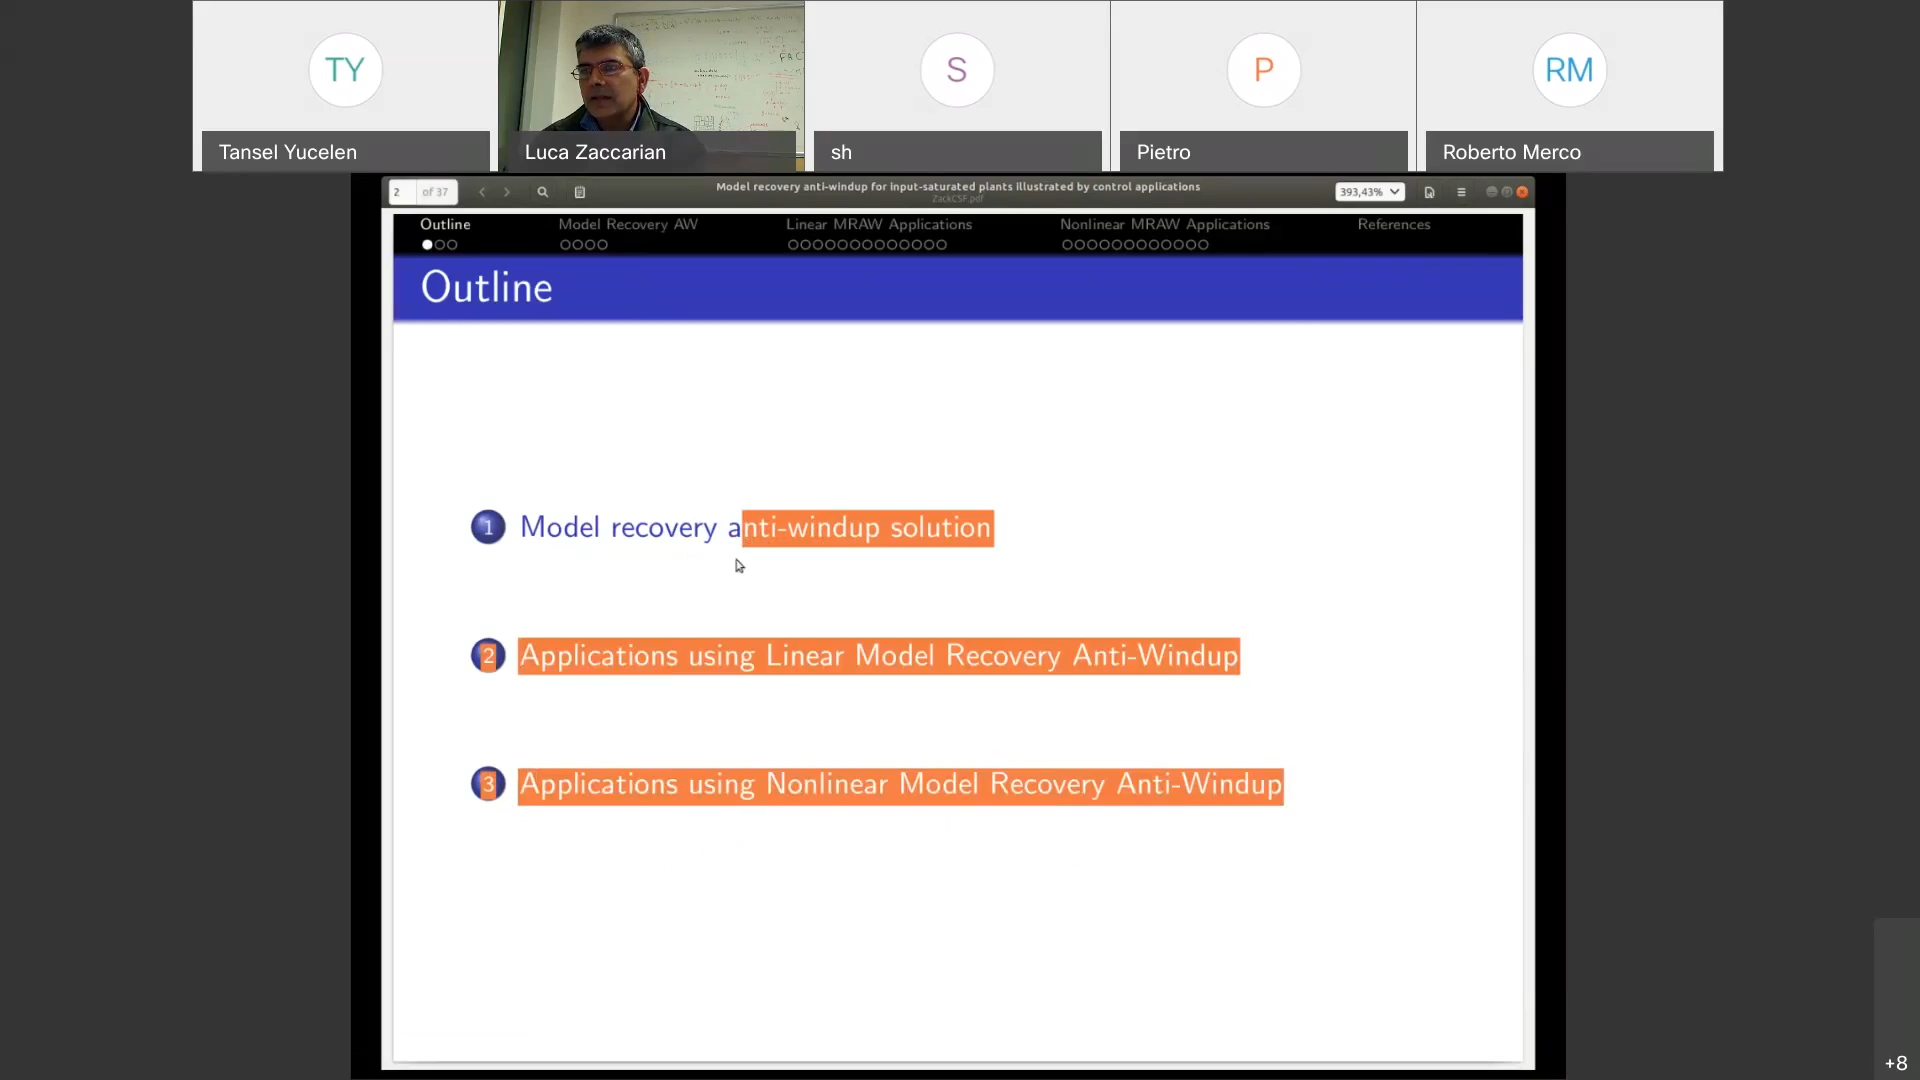 TY
S
P
RM
Tansel Yucelen
Luca Zaccarian
sh
Pietro
Roberto Merco
2 of 37
Model recovery anti-windup for input-saturated plants illustrated by control applications
ZackCSF.pdf
393,43%
Outline
Model Recovery AW
Linear MRAW Applications
Nonlinear MRAW Applications
References
Outline
1 Model recovery anti-windup solution
2 Applications using Linear Model Recovery Anti-Windup
3 Applications using Nonlinear Model Recovery Anti-Windup
+8